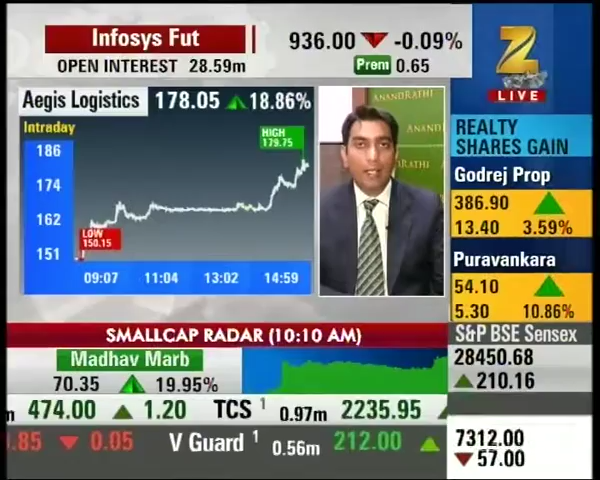 Infosys Fut
936.00 -0.09%
OPEN INTEREST 28.59m
Prem 0.65
Z
LIVE
Aegis Logistics 178.05 18.86%
Intraday
186
174
162
151
HIGH
179.75
LOW
150.15
09:07 11:04 13:02 14:59
ANANDRATHI
ANAND
RATHI
REALTY
SHARES GAIN
Godrej Prop
386.90
13.40 3.59%
Puravankara
54.10
5.30 10.86%
SMALLCAP RADAR (10:10 AM)
Madhav Marb
70.35 19.95%
S&P BSE Sensex
28450.68
210.16
m 474.00 1.20 TCS 1 0.97m 2235.95
.85 0.05 V Guard 1 0.56m 212.00
7312.00
57.00